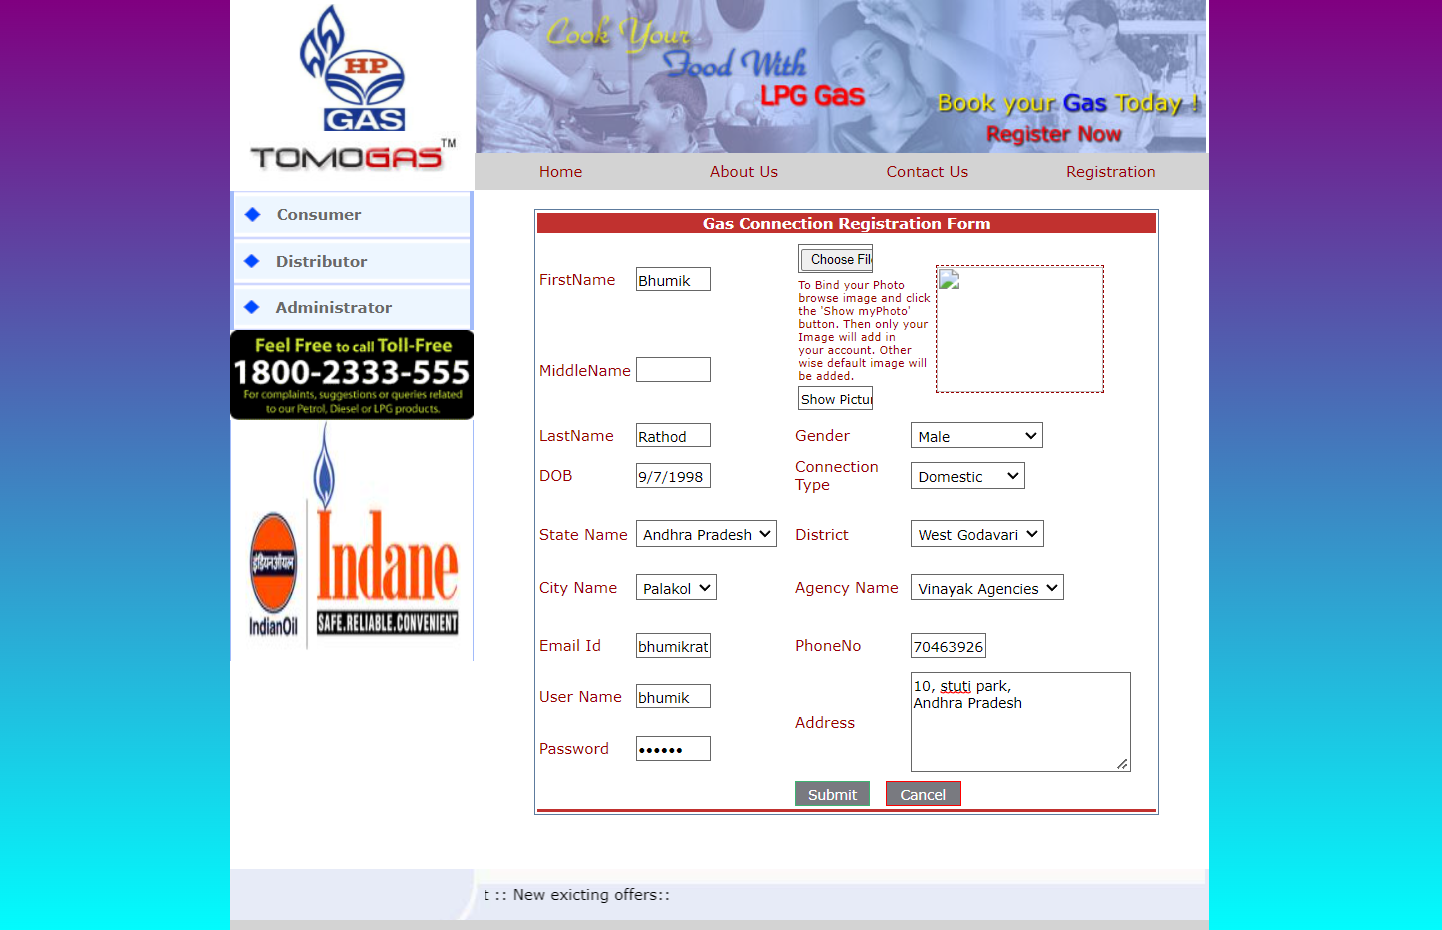 HP
GAS
TOMOGAS™
Cook Your
Food With
LPG Gas
Book your Gas Today !
Register Now
Home
About Us
Contact Us
Registration
Consumer
Distributor
Administrator
Feel Free to call Toll-Free
1800-2333-555
For complaints, suggestions or queries related
to our Petrol, Diesel or LPG products.
इंडियनऑयल
IndianOil
Indane
SAFE.RELIABLE.CONVENIENT
Gas Connection Registration Form
FirstName
Bhumik
Choose File
To Bind your Photo
browse image and click
the 'Show myPhoto'
button. Then only your
Image will add in
your account. Other
wise default image will
be added.
MiddleName
Show Pictur
LastName
Rathod
Gender
Male
DOB
9/7/1998
Connection
Type
Domestic
State Name
Andhra Pradesh
District
West Godavari
City Name
Palakol
Agency Name
Vinayak Agencies
Email Id
bhumikrat
PhoneNo
70463926
User Name
bhumik
Address
10, stuti park,
Andhra Pradesh
Password
••••••
Submit
Cancel
t :: New exicting offers::